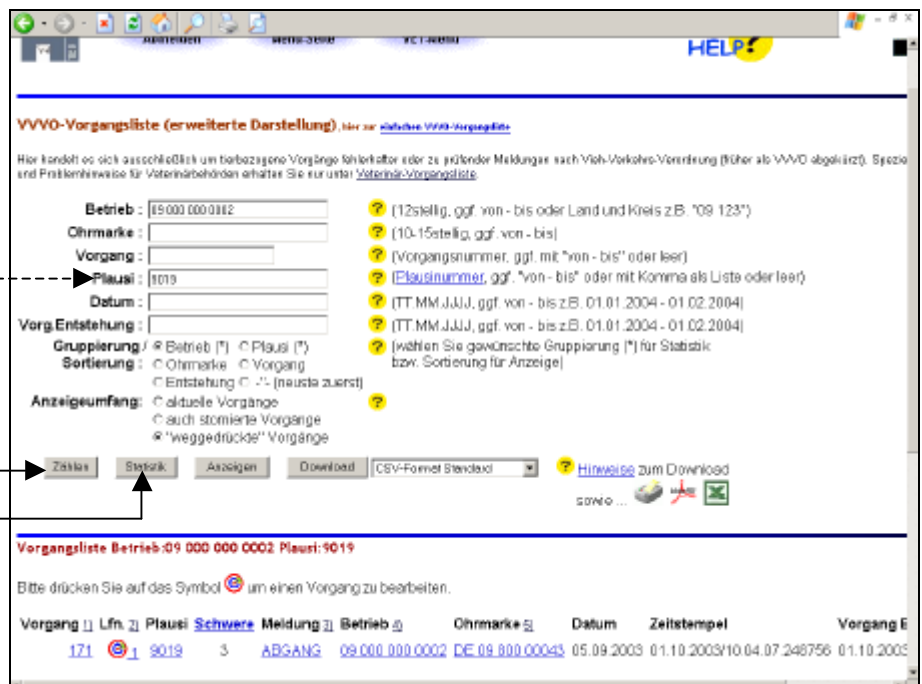 Abmelden Menü-Seite VET-Menü
HELP?
VVVO-Vorgangsliste (erweiterte Darstellung), hier zur einfachen VVVO-Vorgangsliste
Hier handelt es sich ausschließlich um tierbezogene Vorgänge fehlerhafter oder zu prüfender Meldungen nach Vieh-Verkehrs-Verordnung (früher als VVVO abgekürzt). Spezie
und Problemhinweise für Veterinärbehörden erhalten Sie nur unter Veterinär-Vorgangsliste.
Betrieb : 09 000 000 0002 ? (12stellig, ggf. von - bis oder Land und Kreis z.B. "09 123")
Ohrmarke : ? (10-15stellig, ggf. von - bis)
Vorgang : ? (Vorgangsnummer, ggf. mit "von - bis" oder leer)
Plausi : 9019 ? (Plausinummer, ggf. "von - bis" oder mit Komma als Liste oder leer)
Datum : ? (TT.MM.JJJJ, ggf. von - bis z.B. 01.01.2004 - 01.02.2004)
Vorg.Entstehung : ? (TT.MM.JJJJ, ggf. von - bis z.B. 01.01.2004 - 01.02.2004)
Gruppierung / Betrieb (*) Plausi (*) ? (wählen Sie gewünschte Gruppierung (*) für Statistik
Sortierung : Ohrmarke Vorgang bzw. Sortierung für Anzeige)
Entstehung -"- (neuste zuerst)
Anzeigeumfang: aktuelle Vorgänge ?
auch stornierte Vorgänge
"weggedrückte" Vorgänge
Zählen Statistik Anzeigen Download CSV-Format Standard ? Hinweise zum Download
sowie ...
Vorgangsliste Betrieb:09 000 000 0002 Plausi:9019
Bitte drücken Sie auf das Symbol um einen Vorgang zu bearbeiten.
Vorgang 1) Lfn. 2) Plausi Schwere Meldung 3) Betrieb 4) Ohrmarke 5) Datum Zeitstempel Vorgang E
171 1 9019 3 ABGANG 09 000 000 0002 DE 09 800 00043 05.09.2003 01.10.2003/10.04.07.248756 01.10.2003